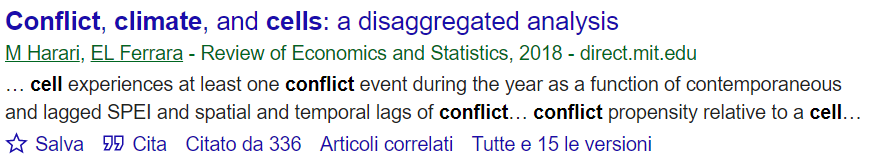 Conflict, climate, and cells: a disaggregated analysis
M Harari, EL Ferrara - Review of Economics and Statistics, 2018 - direct.mit.edu
… cell experiences at least one conflict event during the year as a function of contemporaneous
and lagged SPEI and spatial and temporal lags of conflict… conflict propensity relative to a cell…
Salva Cita Citato da 336 Articoli correlati Tutte e 15 le versioni